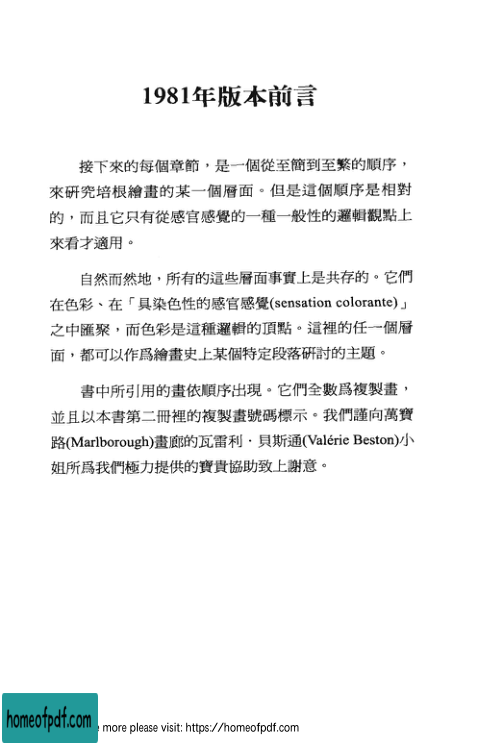 1981年版本前言
接下來的每個章節，是一個從至簡到至繁的順序，
來研究培根繪畫的某一個層面。但是這個順序是相對
的，而且它只有從感官感覺的一種一般性的邏輯觀點上
來看才適用。
自然而然地，所有的這些層面事實上是共存的。它們
在色彩、在「具染色性的感官感覺(sensation colorante)」
之中匯聚，而色彩是這種邏輯的頂點。這裡的任一個層
面，都可以作爲繪畫史上某個特定段落研討的主題。
書中所引用的畫依順序出現。它們全數爲複製畫，
並且以本書第二冊裡的複製畫號碼標示。我們謹向萬寶
路(Marlborough)畫廊的瓦雷利．貝斯通(Valérie Beston)小
姐所爲我們極力提供的寶貴協助致上謝意。
homeofpdf.com
more please visit: https://homeofpdf.com